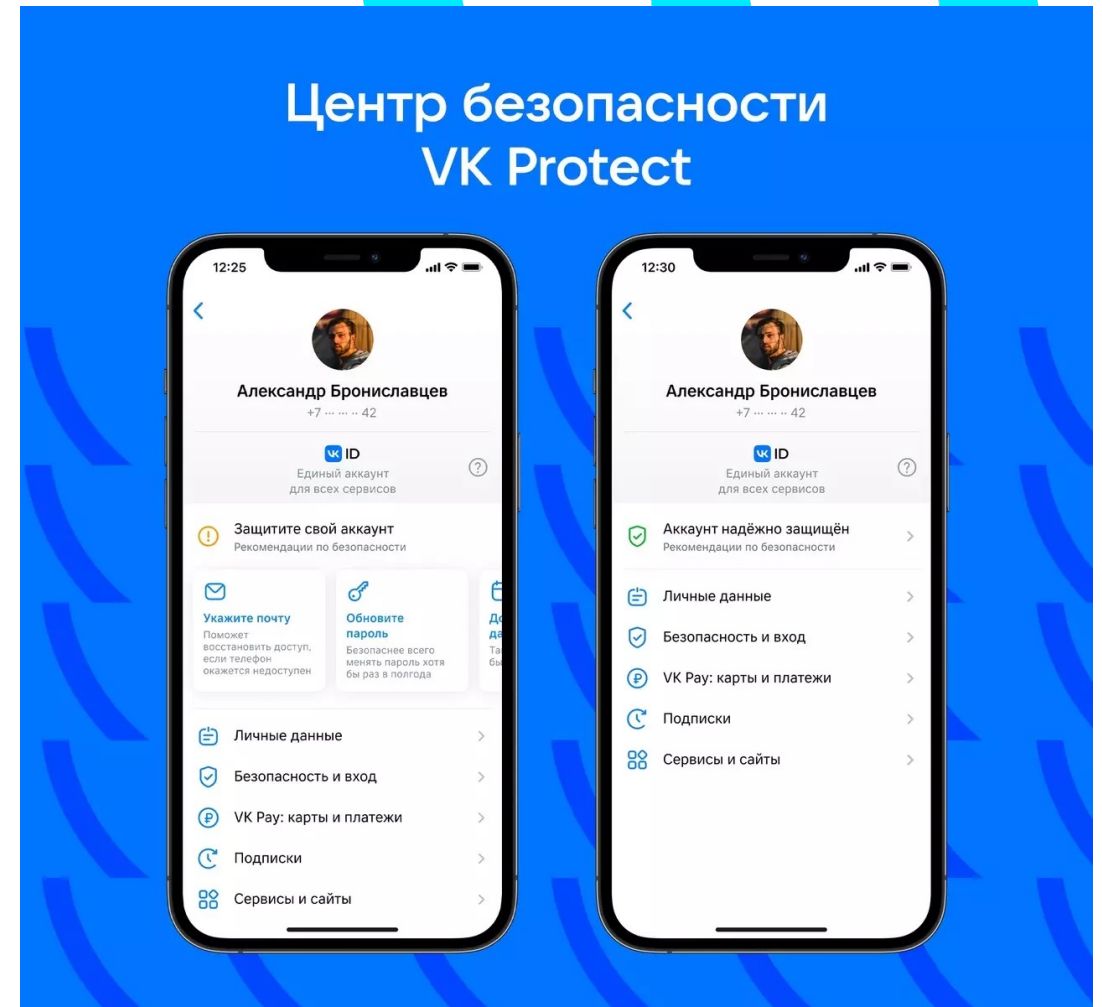 Центр безопасности
VK Protect
12:25
Александр Брониславцев
+7 ··· ··· ·· 42
VK ID
Единый аккаунт
для всех сервисов
?
Защитите свой аккаунт
Рекомендации по безопасности
Укажите почту
Поможет
восстановить доступ,
если телефон
окажется недоступен
Обновите
пароль
Безопаснее всего
менять пароль хотя
бы раз в полгода
Личные данные
Безопасность и вход
VK Pay: карты и платежи
Подписки
Сервисы и сайты
12:30
Александр Брониславцев
+7 ··· ··· ·· 42
VK ID
Единый аккаунт
для всех сервисов
?
Аккаунт надёжно защищён
Рекомендации по безопасности
Личные данные
Безопасность и вход
VK Pay: карты и платежи
Подписки
Сервисы и сайты